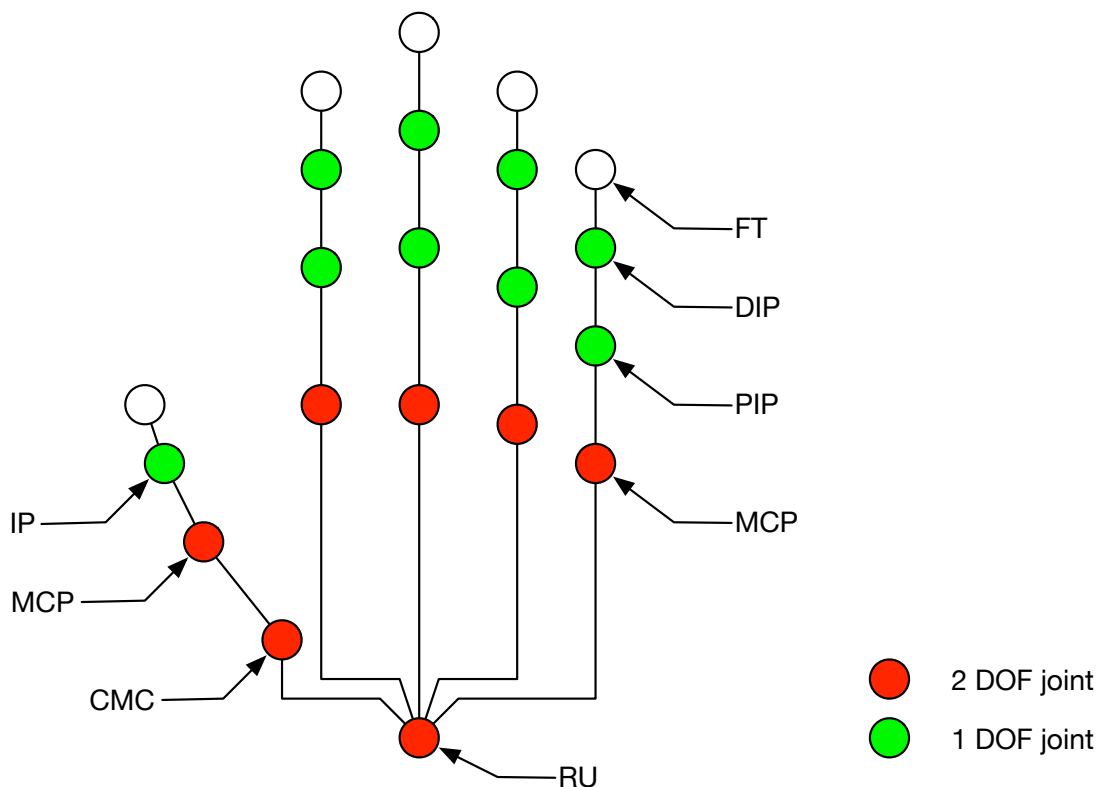 FT
DIP
PIP
IP
MCP
MCP
CMC
2 DOF joint
1 DOF joint
RU